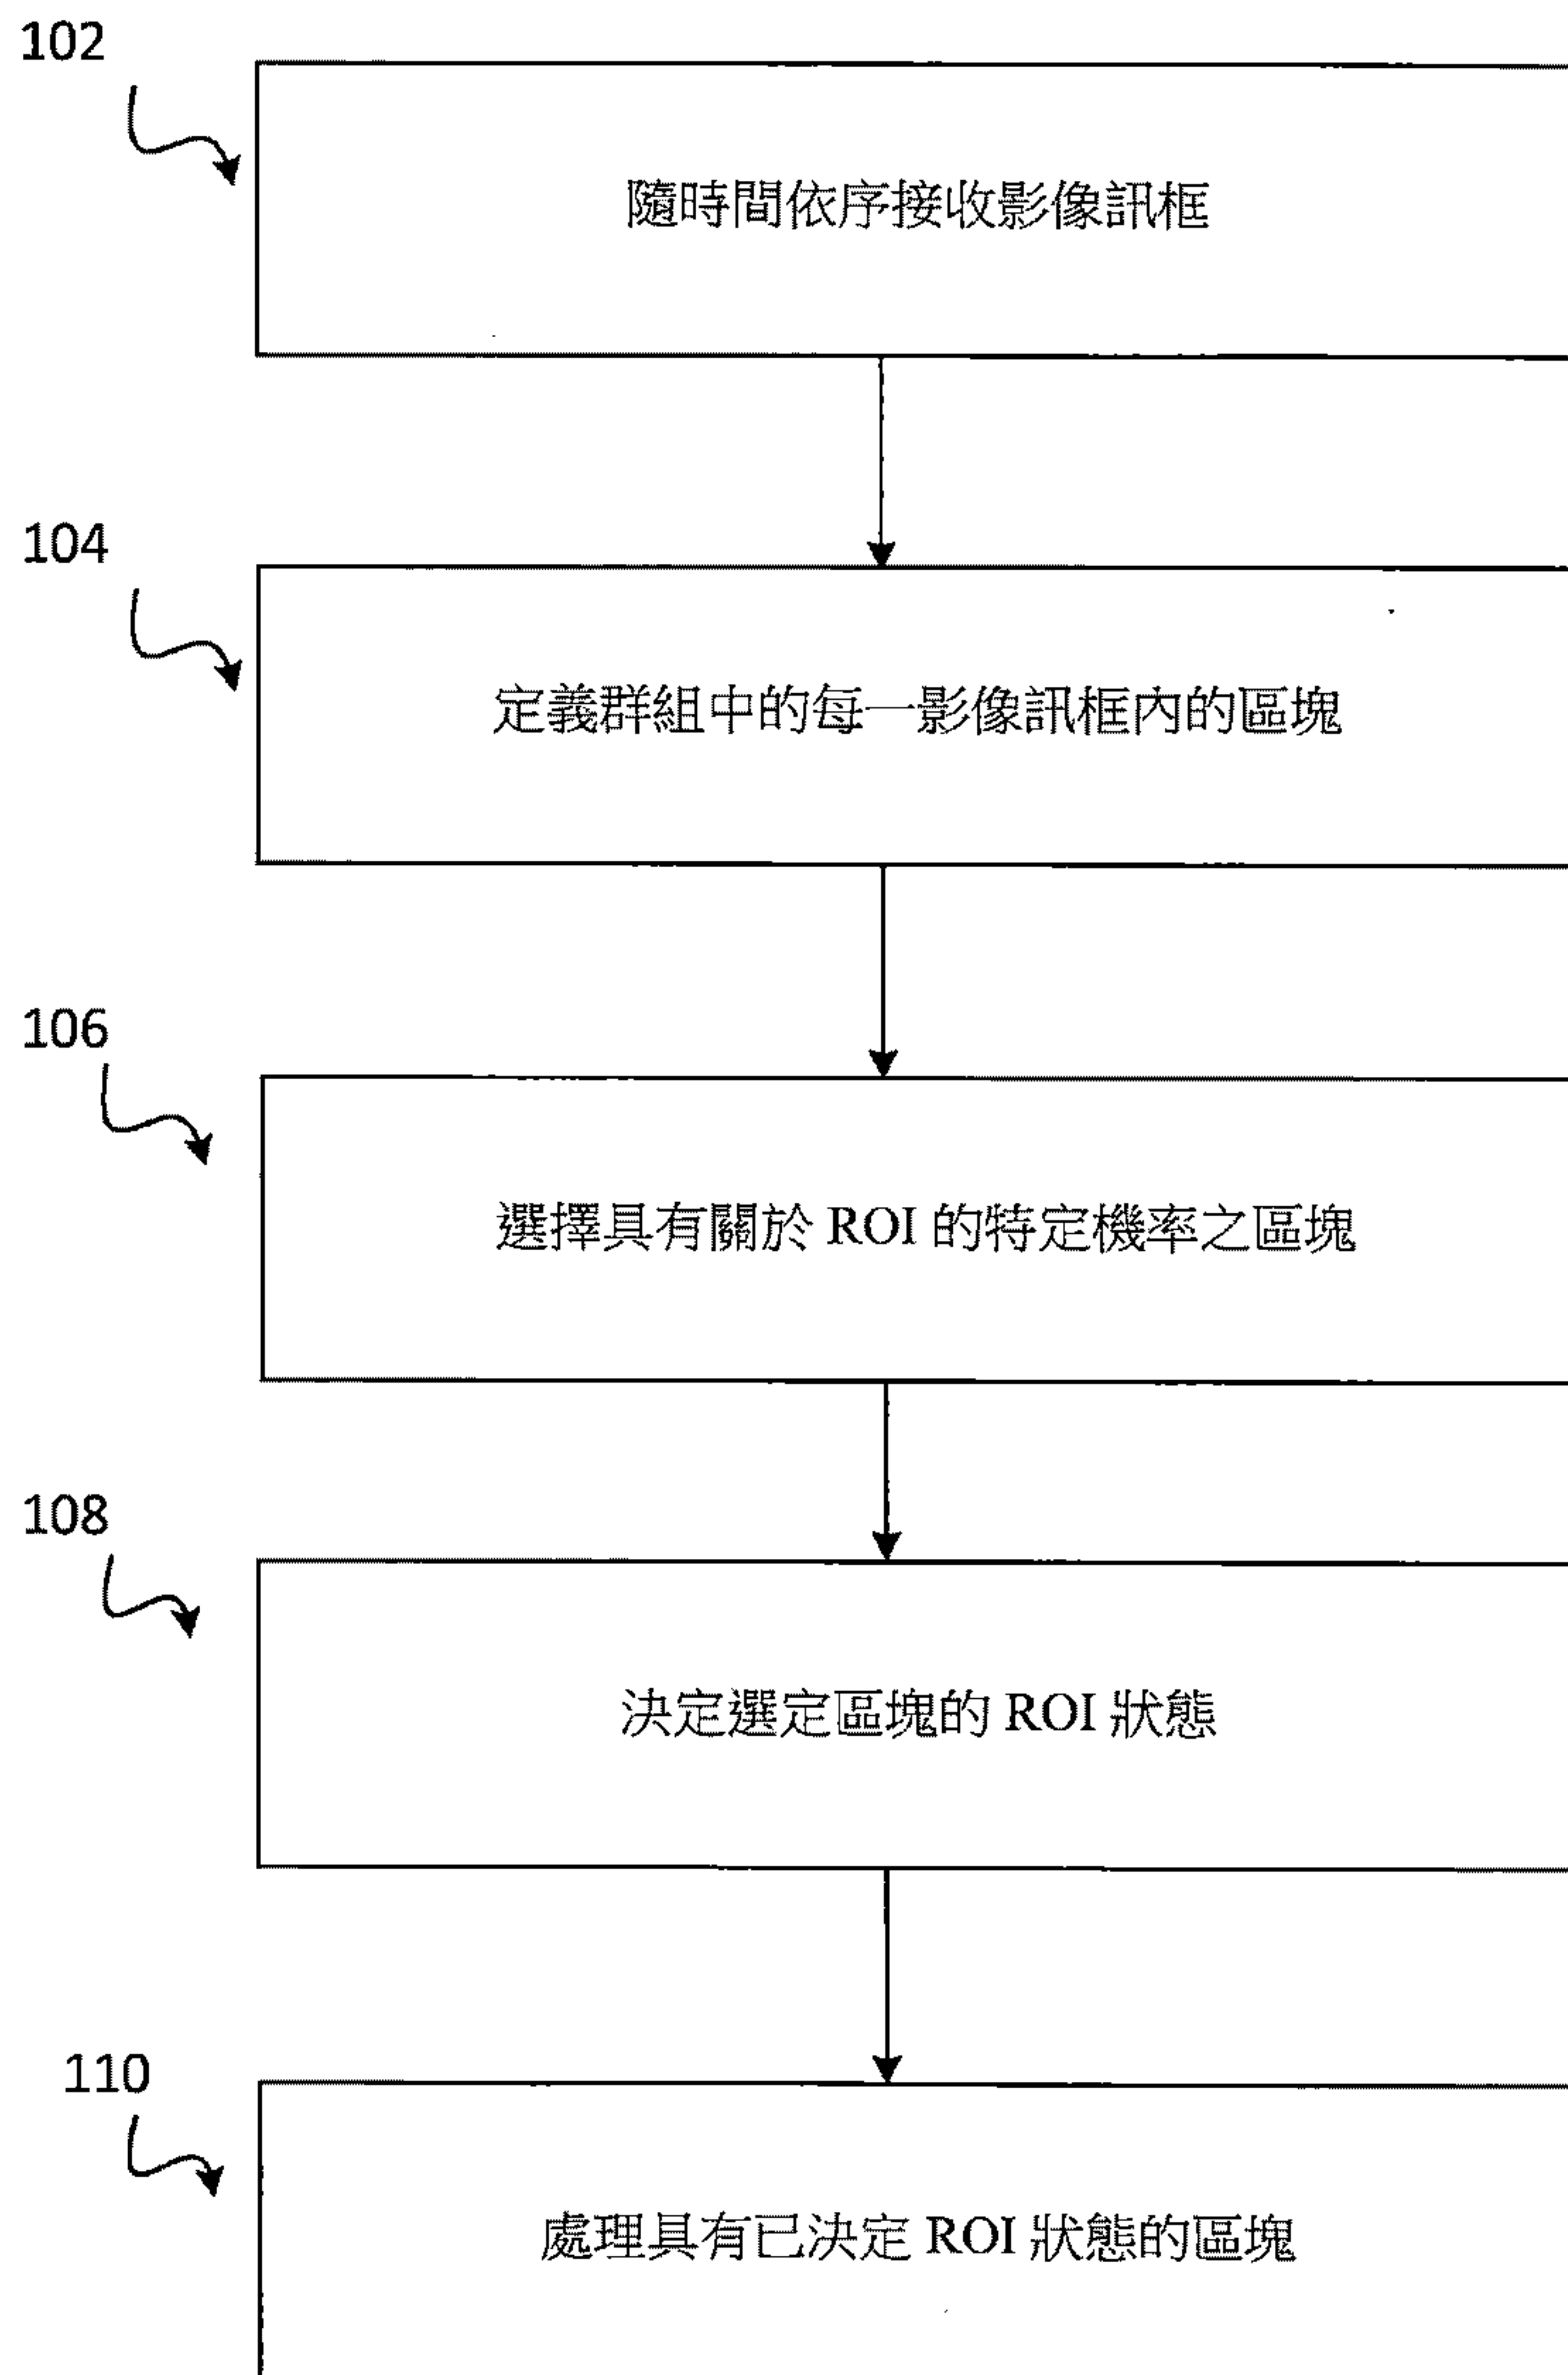 102
隨時間依序接收影像訊框
104
定義群組中的每一影像訊框內的區塊
106
選擇具有關於 ROI 的特定機率之區塊
108
決定選定區塊的 ROI 狀態
110
處理具有已決定 ROI 狀態的區塊